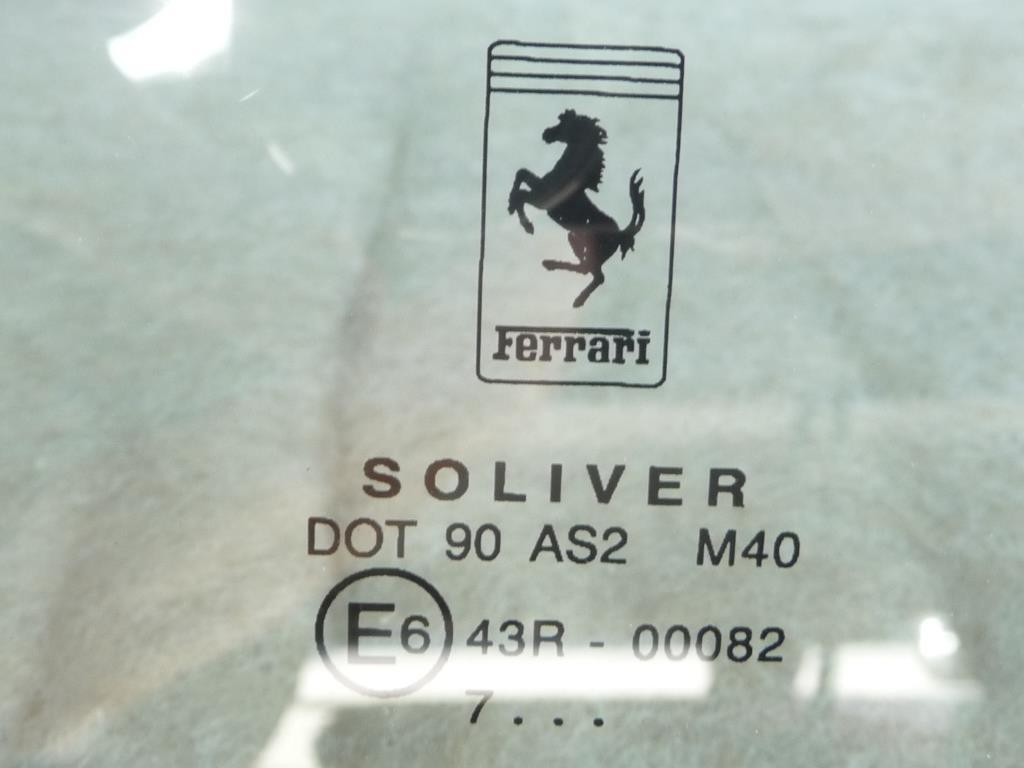 Ferrari
SOLIVER
DOT 90 AS2 M40
E6 43R - 00082
7...